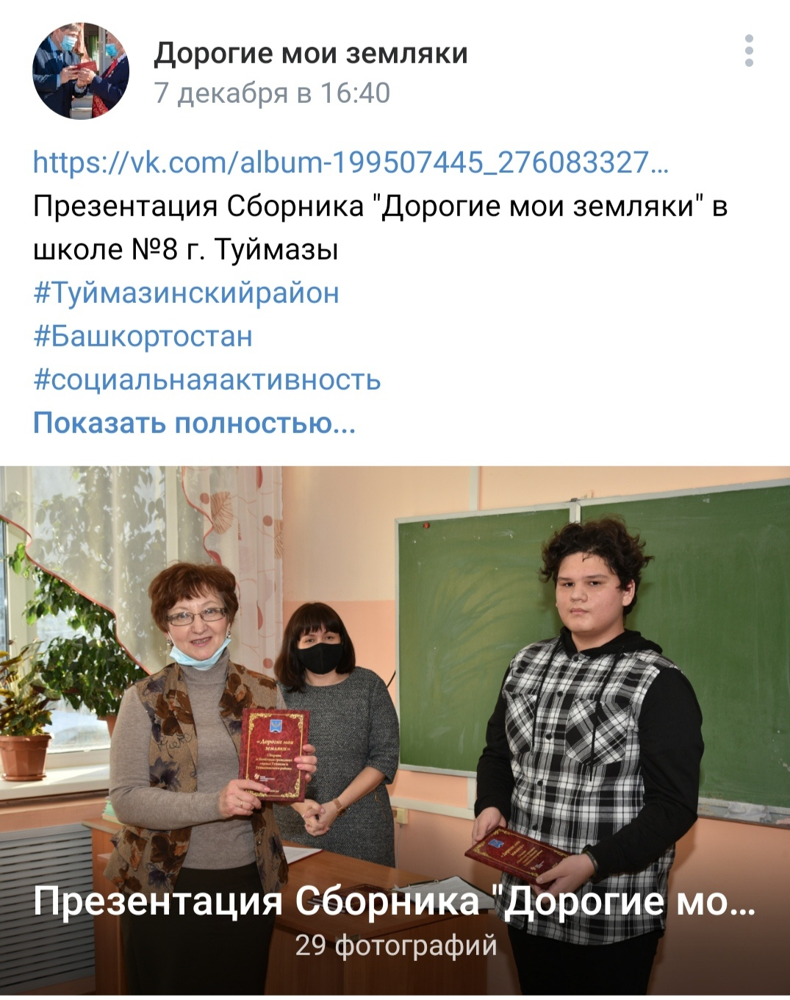 Дорогие мои земляки
7 декабря в 16:40
https://vk.com/album-199507445_276083327...
Презентация Сборника "Дорогие мои земляки" в
школе №8 г. Туймазы
#Туймазинскийрайон
#Башкортостан
#социальнаяактивность
Показать полностью...
«Дорогие мои
земляки»
Презентация Сборника "Дорогие мо...
29 фотографий